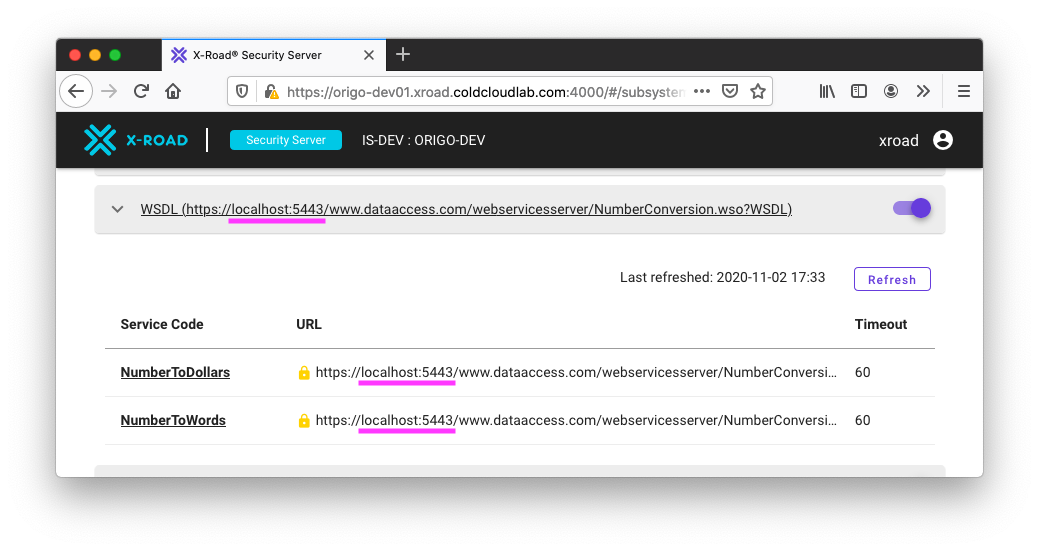 X-Road® Security Server
https://origo-dev01.xroad.coldcloudlab.com:4000/#/subsystem
X-ROAD Security Server IS-DEV : ORIGO-DEV xroad
WSDL (https://localhost:5443/www.dataaccess.com/webservicesserver/NumberConversion.wso?WSDL)
Last refreshed: 2020-11-02 17:33 Refresh
Service Code URL Timeout
NumberToDollars https://localhost:5443/www.dataaccess.com/webservicesserver/NumberConversi... 60
NumberToWords https://localhost:5443/www.dataaccess.com/webservicesserver/NumberConversi... 60